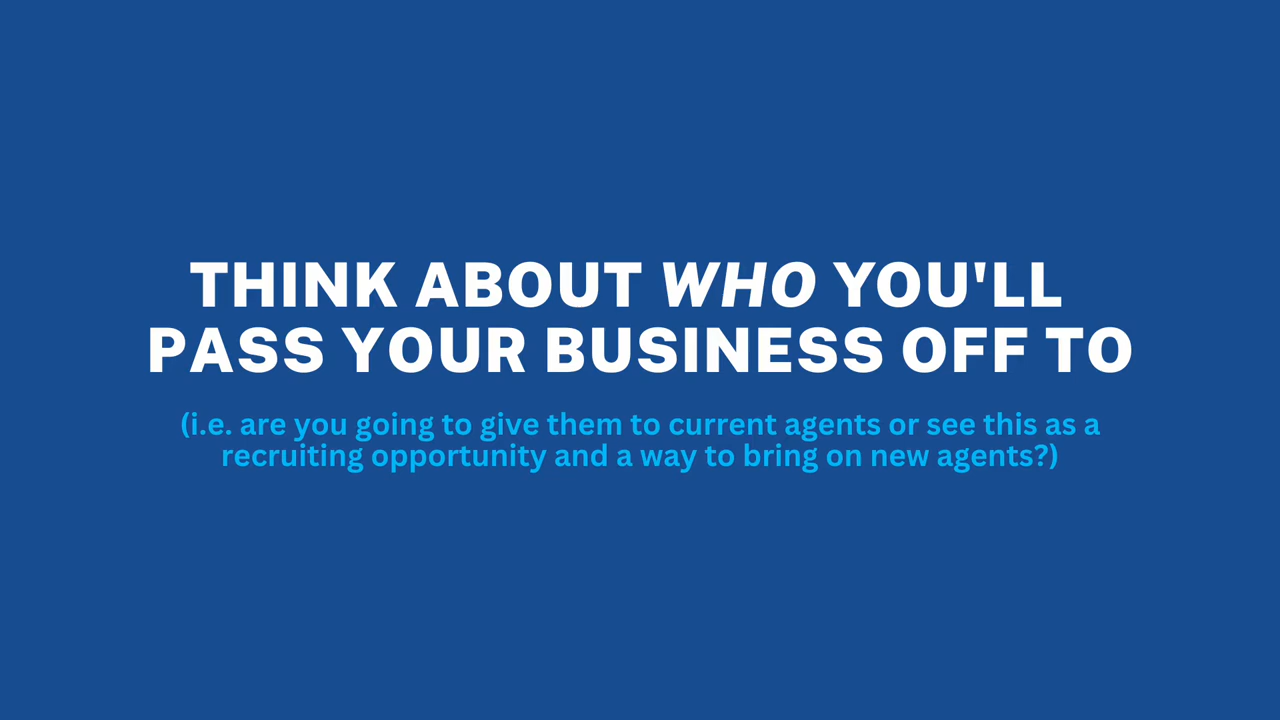 THINK ABOUT WHO YOU'LL
PASS YOUR BUSINESS OFF TO
(i.e. are you going to give them to current agents or see this as a
recruiting opportunity and a way to bring on new agents?)